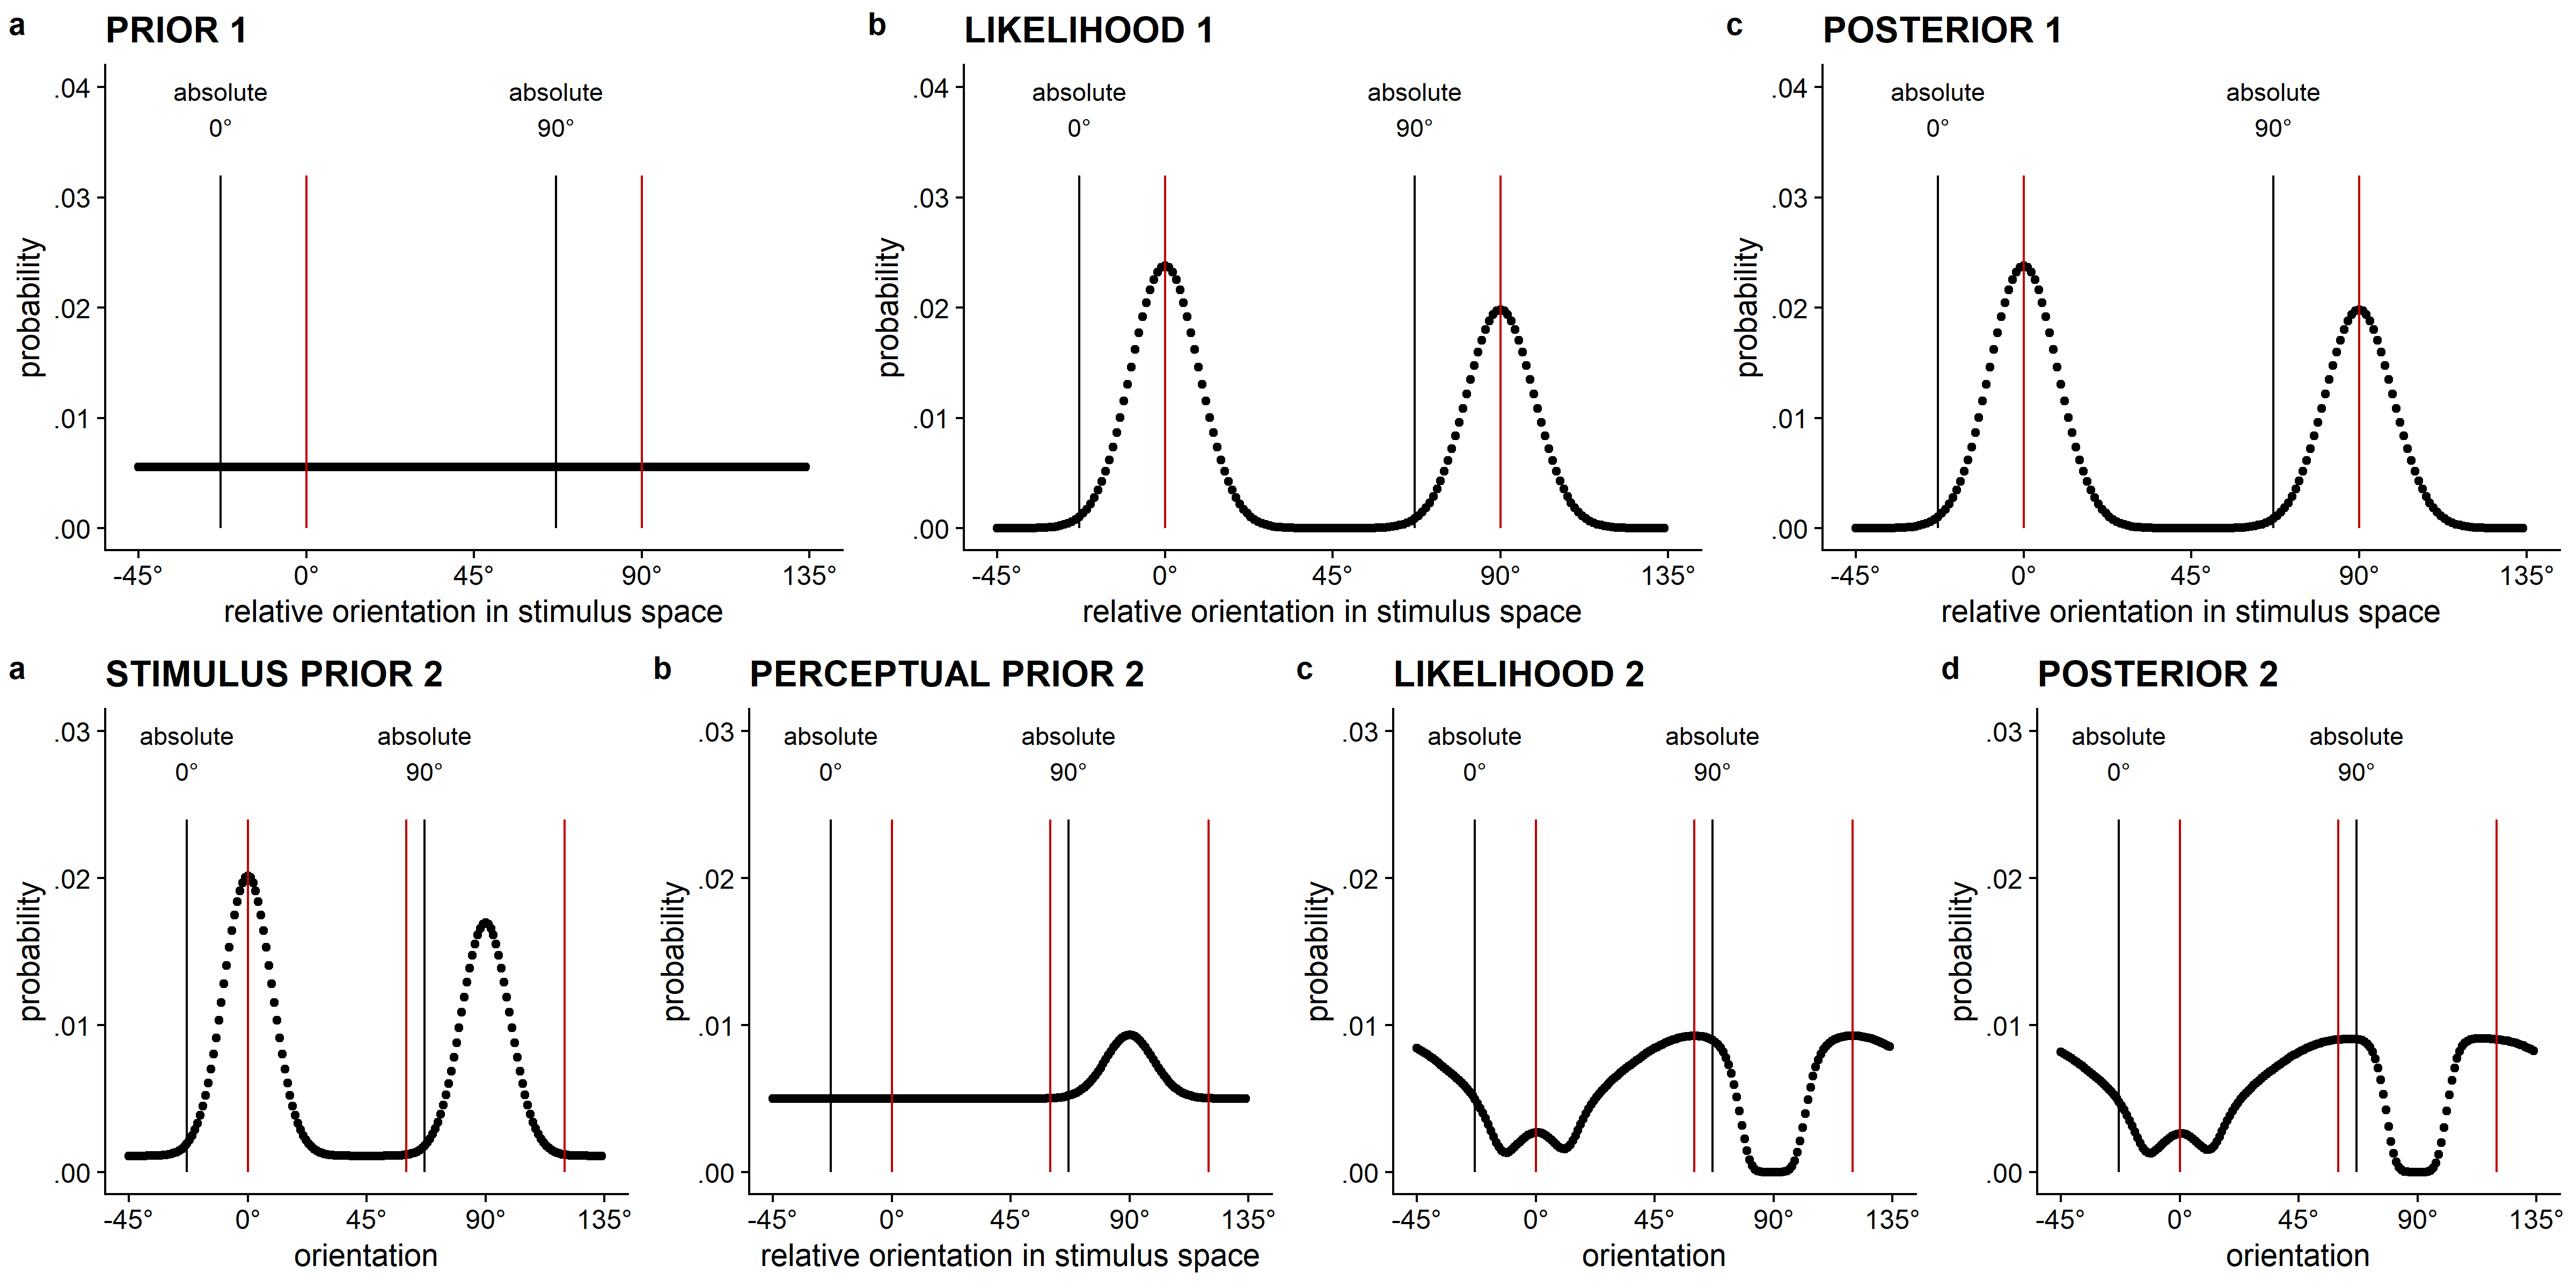 a PRIOR 1
absolute absolute
0° 90°
.04
.03
.02
.01
.00
probability
-45° 0° 45° 90° 135°
relative orientation in stimulus space
b LIKELIHOOD 1
absolute absolute
0° 90°
.04
.03
.02
.01
.00
probability
-45° 0° 45° 90° 135°
relative orientation in stimulus space
c POSTERIOR 1
absolute absolute
0° 90°
.04
.03
.02
.01
.00
probability
-45° 0° 45° 90° 135°
relative orientation in stimulus space
a STIMULUS PRIOR 2
absolute absolute
0° 90°
.03
.02
.01
.00
probability
-45° 0° 45° 90° 135°
orientation
b PERCEPTUAL PRIOR 2
absolute absolute
0° 90°
.03
.02
.01
.00
probability
-45° 0° 45° 90° 135°
relative orientation in stimulus space
c LIKELIHOOD 2
absolute absolute
0° 90°
.03
.02
.01
.00
probability
-45° 0° 45° 90° 135°
orientation
d POSTERIOR 2
absolute absolute
0° 90°
.03
.02
.01
.00
probability
-45° 0° 45° 90° 135°
orientation